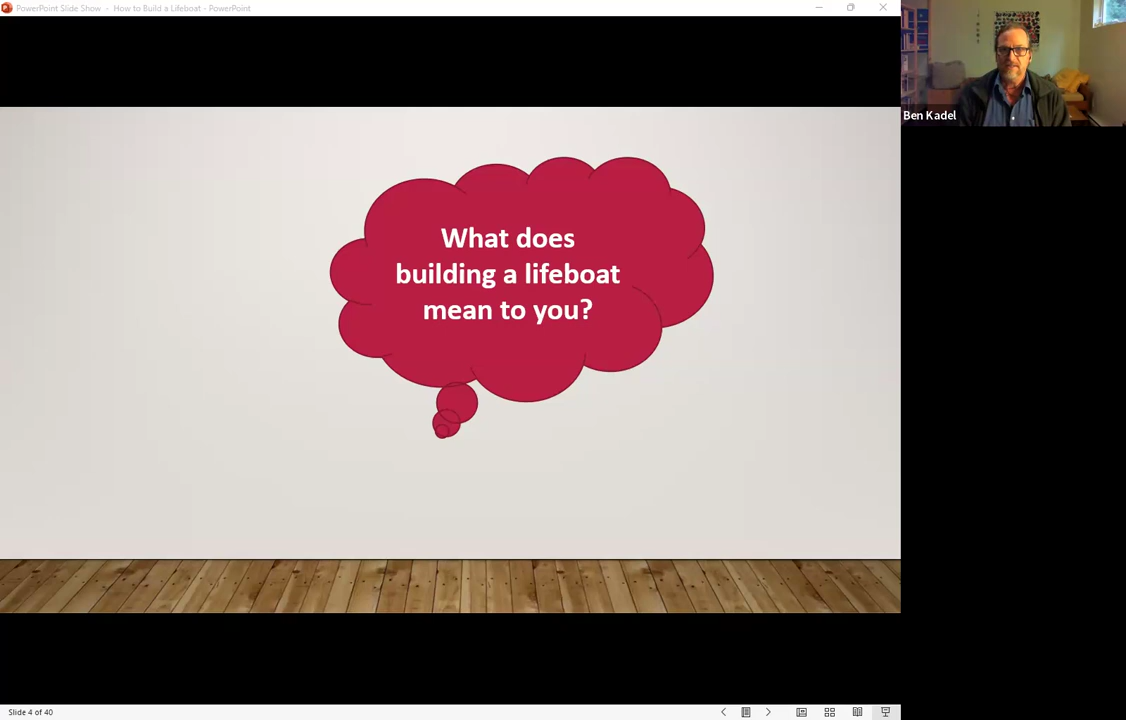 PowerPoint Slide Show - How to Build a Lifeboat - PowerPoint
Ben Kadel
What does
building a lifeboat
mean to you?
Slide 4 of 40